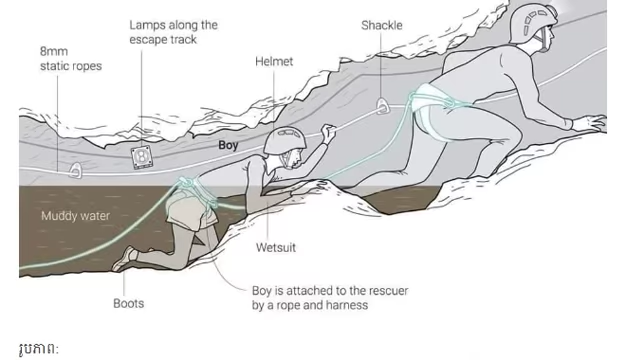 Lamps along the
escape track
Shackle
8mm
static ropes
Helmet
Boy
Muddy water
Wetsuit
Boy is attached to the rescuer
by a rope and harness
Boots
រូបភាព: